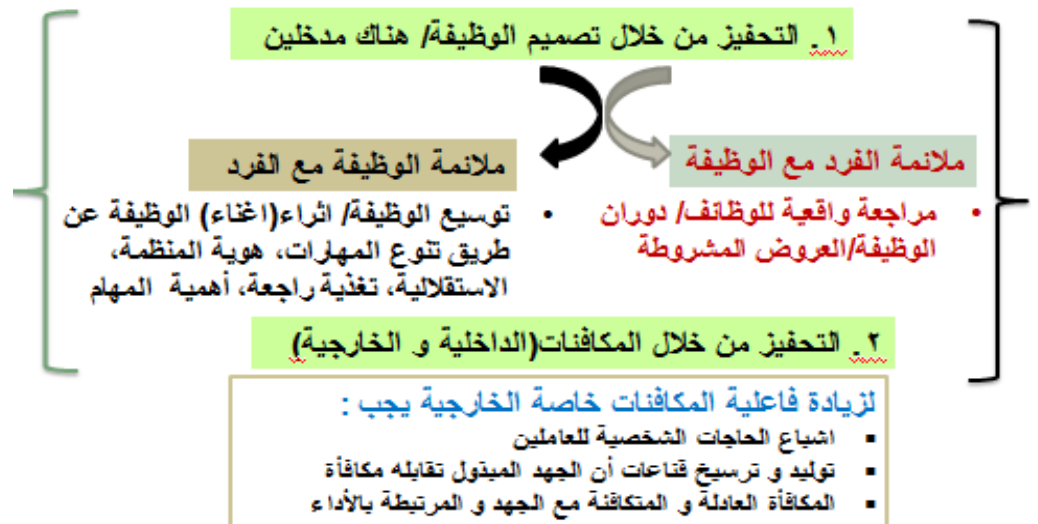 ١. التحفيز من خلال تصميم الوظيفة/ هناك مدخلين
ملائمة الفرد مع الوظيفة
• مراجعة واقعية للوظائف/ دوران
الوظيفة/العروض المشروطة
ملائمة الوظيفة مع الفرد
• توسيع الوظيفة/ اثراء(اغناء) الوظيفة عن
طريق تنوع المهارات، هوية المنظمة،
الاستقلالية، تغذية راجعة، أهمية المهام
٢. التحفيز من خلال المكافئات(الداخلية و الخارجية)
لزيادة فاعلية المكافئات خاصة الخارجية يجب :
▪ اشباع الحاجات الشخصية للعاملين
▪ توليد و ترسيخ قناعات أن الجهد المبذول تقابله مكافأة
▪ المكافأة العادلة و المتكافئة مع الجهد و المرتبطة بالأداء